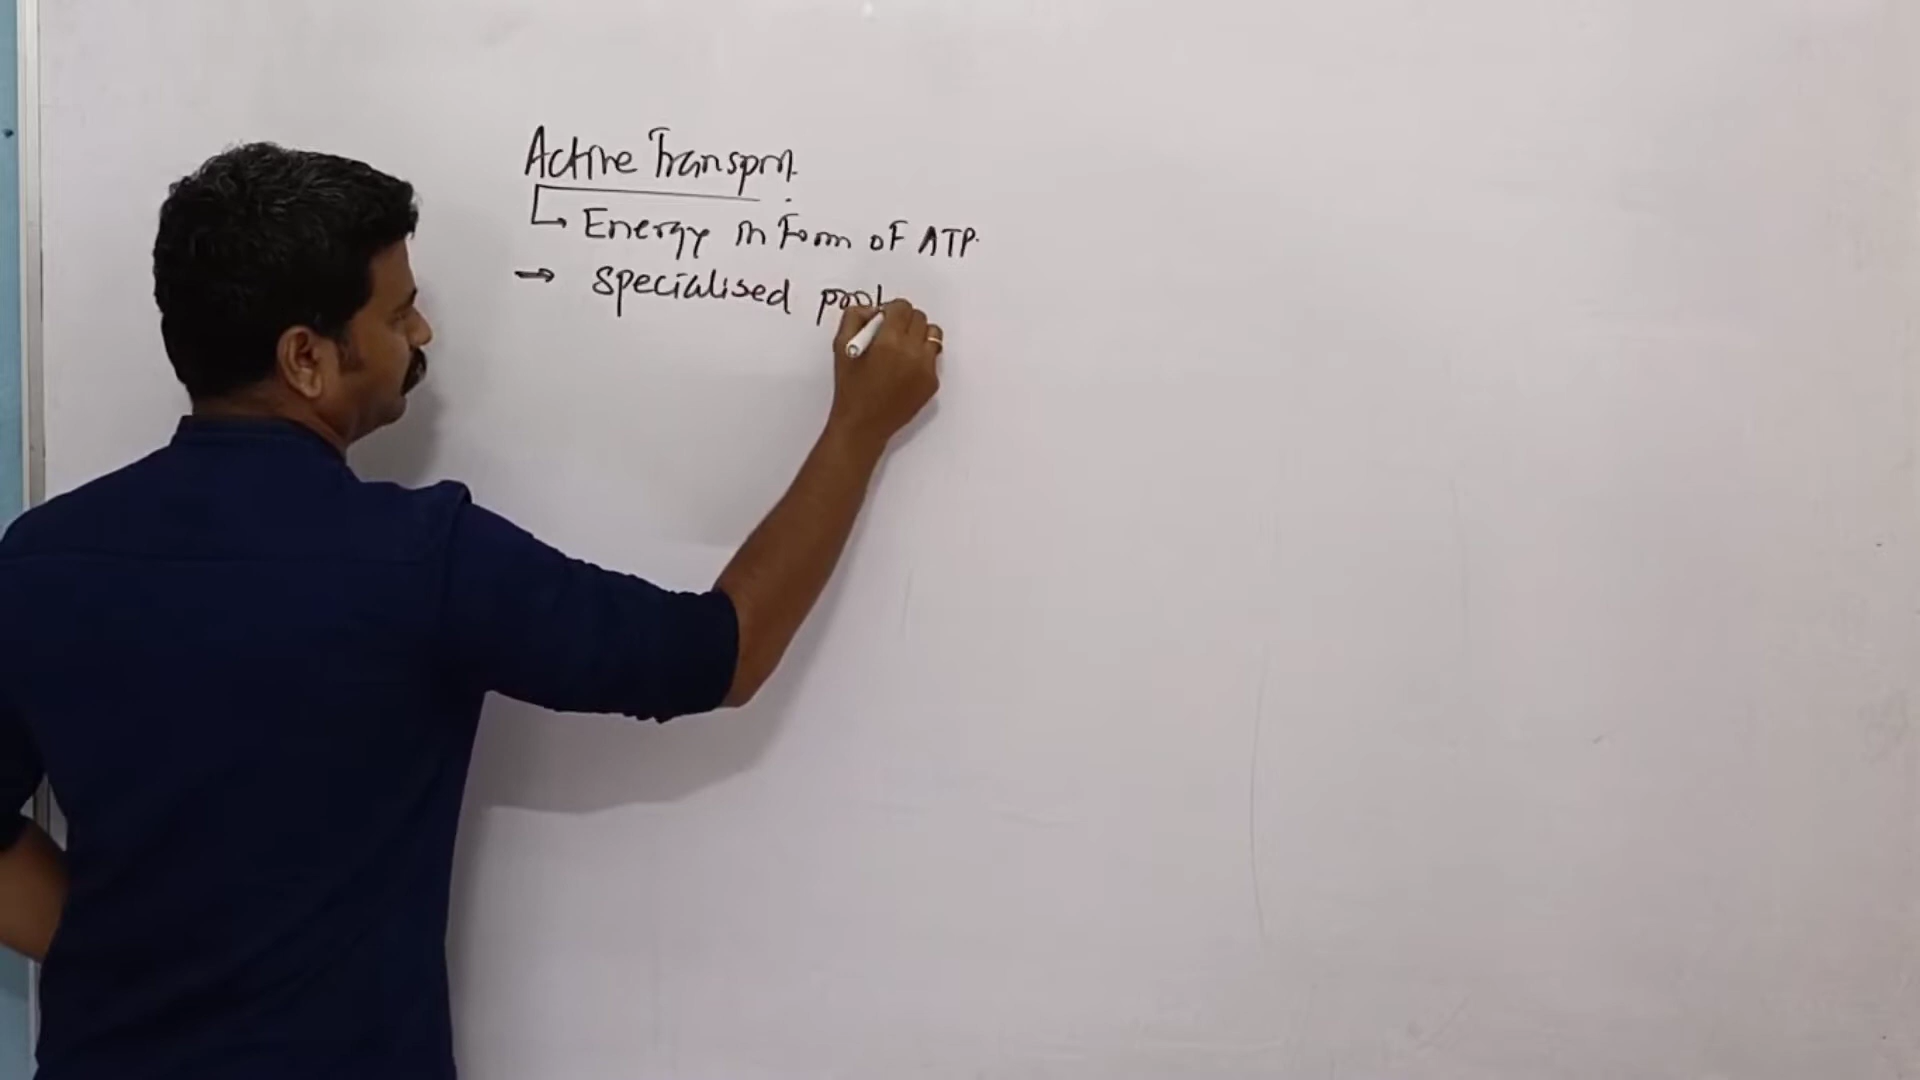 Active Transport.
Energy in form of ATP.
→ specialised